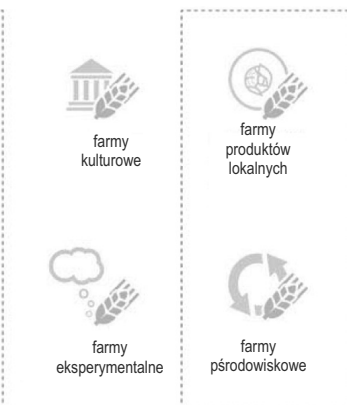 farmy
kulturowe
farmy
produktów
lokalnych
farmy
eksperymentalne
farmy
pśrodowiskowe